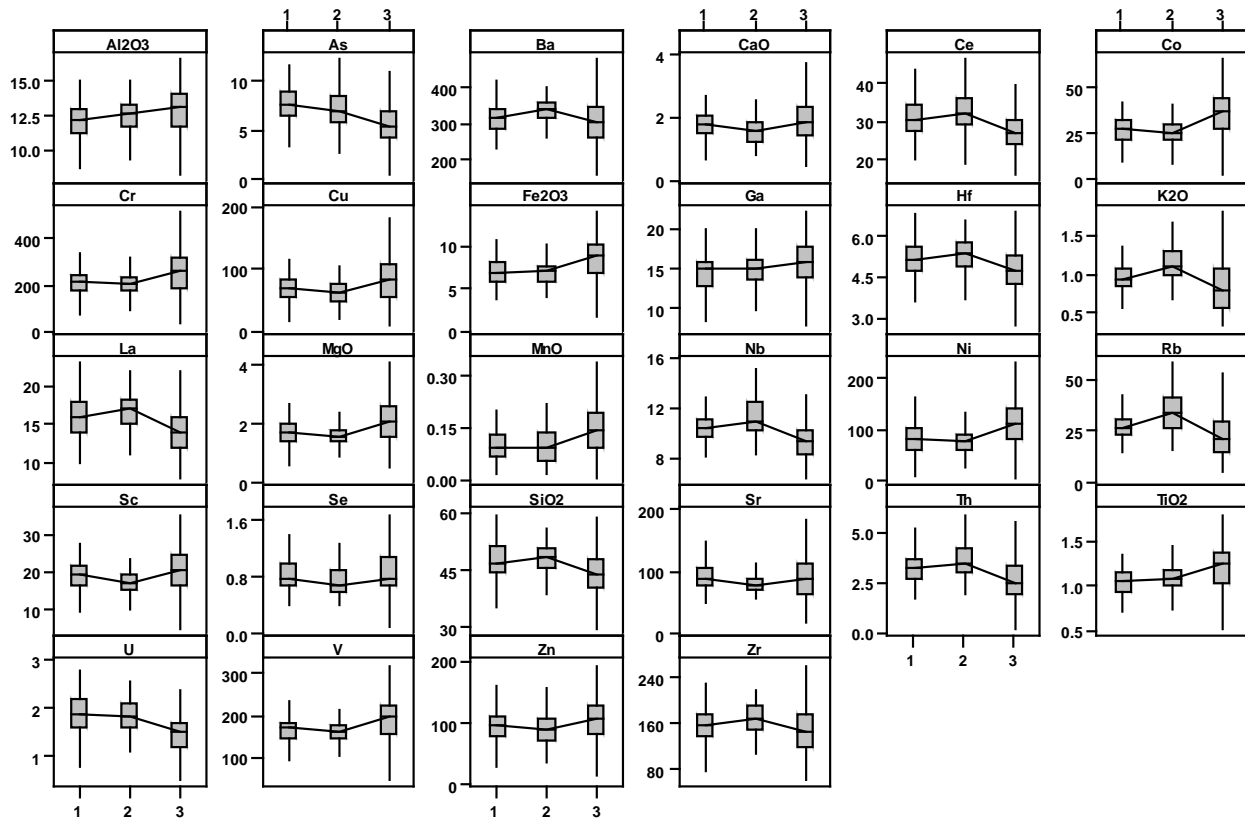 1 2 3 1 2 3
Al2O3 As Ba CaO Ce Co
15.0 10 400 4 40 50
12.5 5 300 2 30 25
10.0 0 200 0 20 0
Cr Cu Fe2O3 Ga Hf K2O
400 200 10 20 6.0 1.5
200 100 5 15 4.5 1.0
0 0 0 10 3.0 0.5
La MgO MnO Nb Ni Rb
20 4 0.30 16 200 50
15 2 0.15 12 100 25
10 0 0.00 8 0 0
Sc Se SiO2 Sr Th TiO2
30 1.6 60 200 5.0 1.5
20 0.8 45 100 2.5 1.0
10 0.0 30 0 0.0 0.5
U V Zn Zr
1 2 3
3 300 200 240
2 200 100 160
1 100 0 80
1 2 3 1 2 3